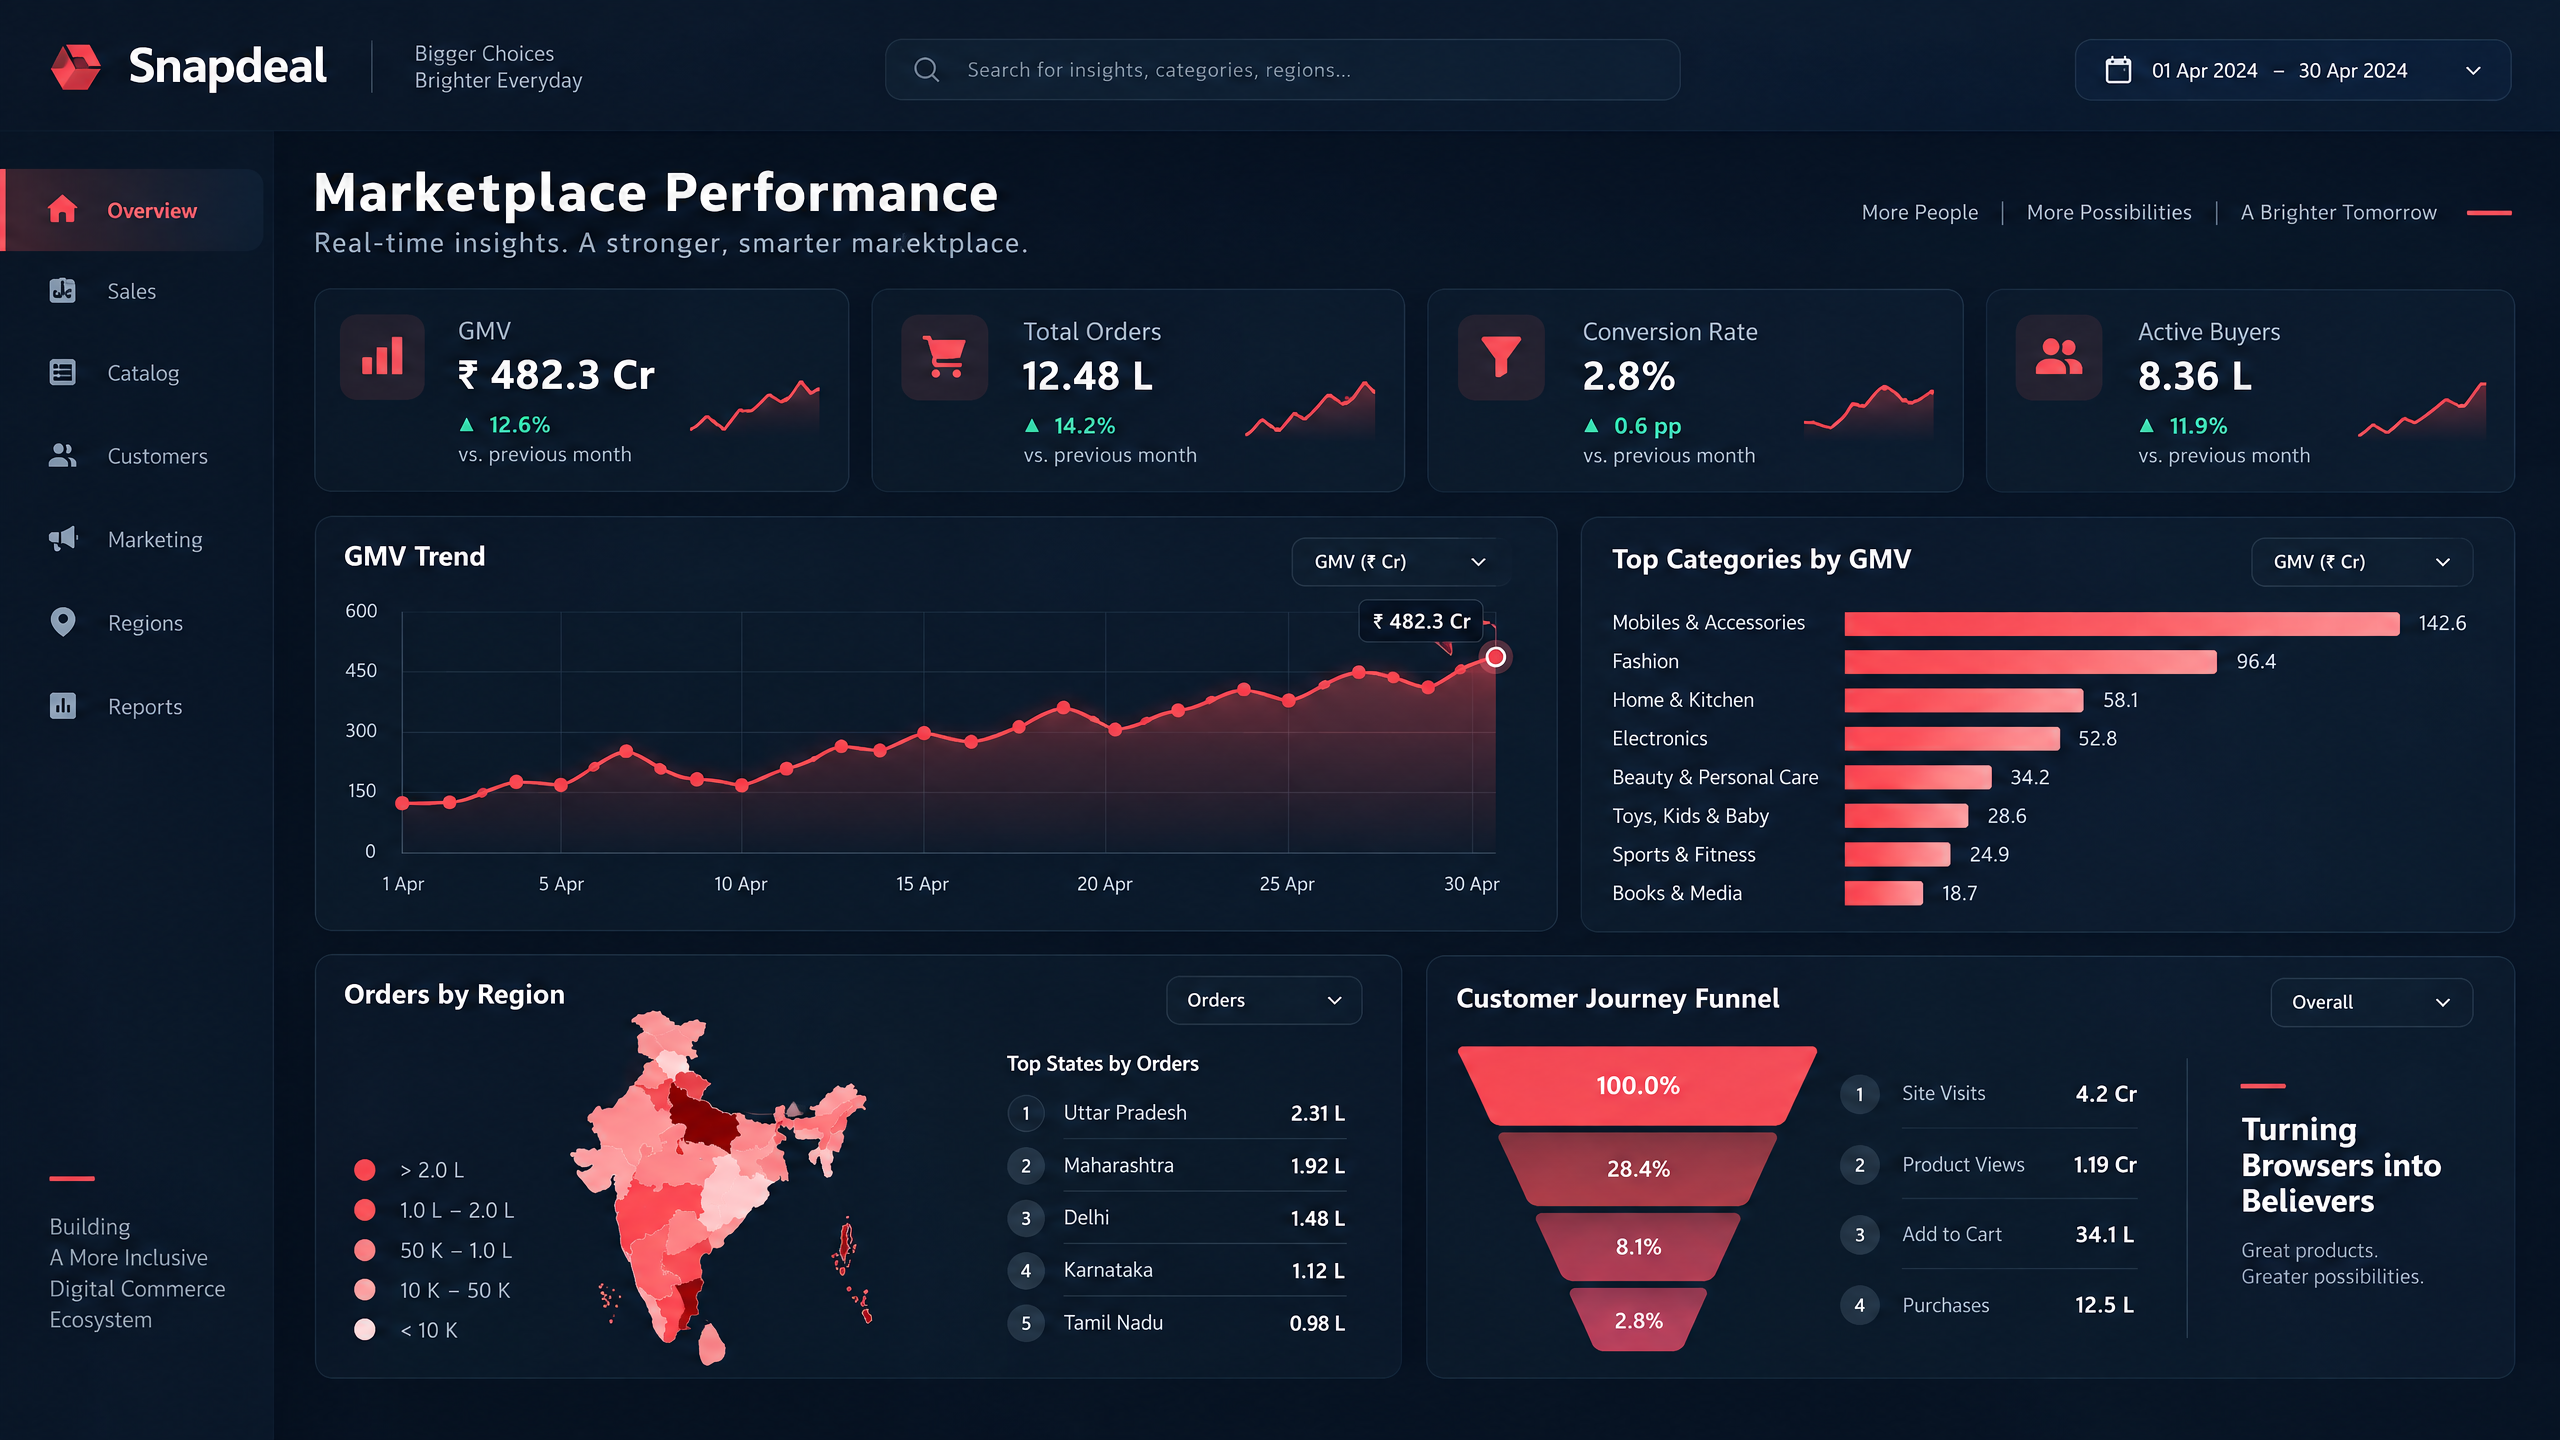 Snapdeal
Bigger Choices
Brighter Everyday
Search for insights, categories, regions...
01 Apr 2024 – 30 Apr 2024
Overview
Sales
Catalog
Customers
Marketing
Regions
Reports
Building
A More Inclusive
Digital Commerce
Ecosystem
Marketplace Performance
Real-time insights. A stronger, smarter mar.ektplace.
More People | More Possibilities | A Brighter Tomorrow
GMV
₹ 482.3 Cr
▲ 12.6%
vs. previous month
Total Orders
12.48 L
▲ 14.2%
vs. previous month
Conversion Rate
2.8%
▲ 0.6 pp
vs. previous month
Active Buyers
8.36 L
▲ 11.9%
vs. previous month
GMV Trend
GMV (₹ Cr)
₹ 482.3 Cr
600
450
300
150
0
1 Apr
5 Apr
10 Apr
15 Apr
20 Apr
25 Apr
30 Apr
Top Categories by GMV
GMV (₹ Cr)
Mobiles & Accessories 142.6
Fashion 96.4
Home & Kitchen 58.1
Electronics 52.8
Beauty & Personal Care 34.2
Toys, Kids & Baby 28.6
Sports & Fitness 24.9
Books & Media 18.7
Orders by Region
Orders
> 2.0 L
1.0 L – 2.0 L
50 K – 1.0 L
10 K – 50 K
< 10 K
Top States by Orders
1 Uttar Pradesh 2.31 L
2 Maharashtra 1.92 L
3 Delhi 1.48 L
4 Karnataka 1.12 L
5 Tamil Nadu 0.98 L
Customer Journey Funnel
Overall
100.0%
28.4%
8.1%
2.8%
1 Site Visits 4.2 Cr
2 Product Views 1.19 Cr
3 Add to Cart 34.1 L
4 Purchases 12.5 L
Turning
Browsers into
Believers
Great products.
Greater possibilities.